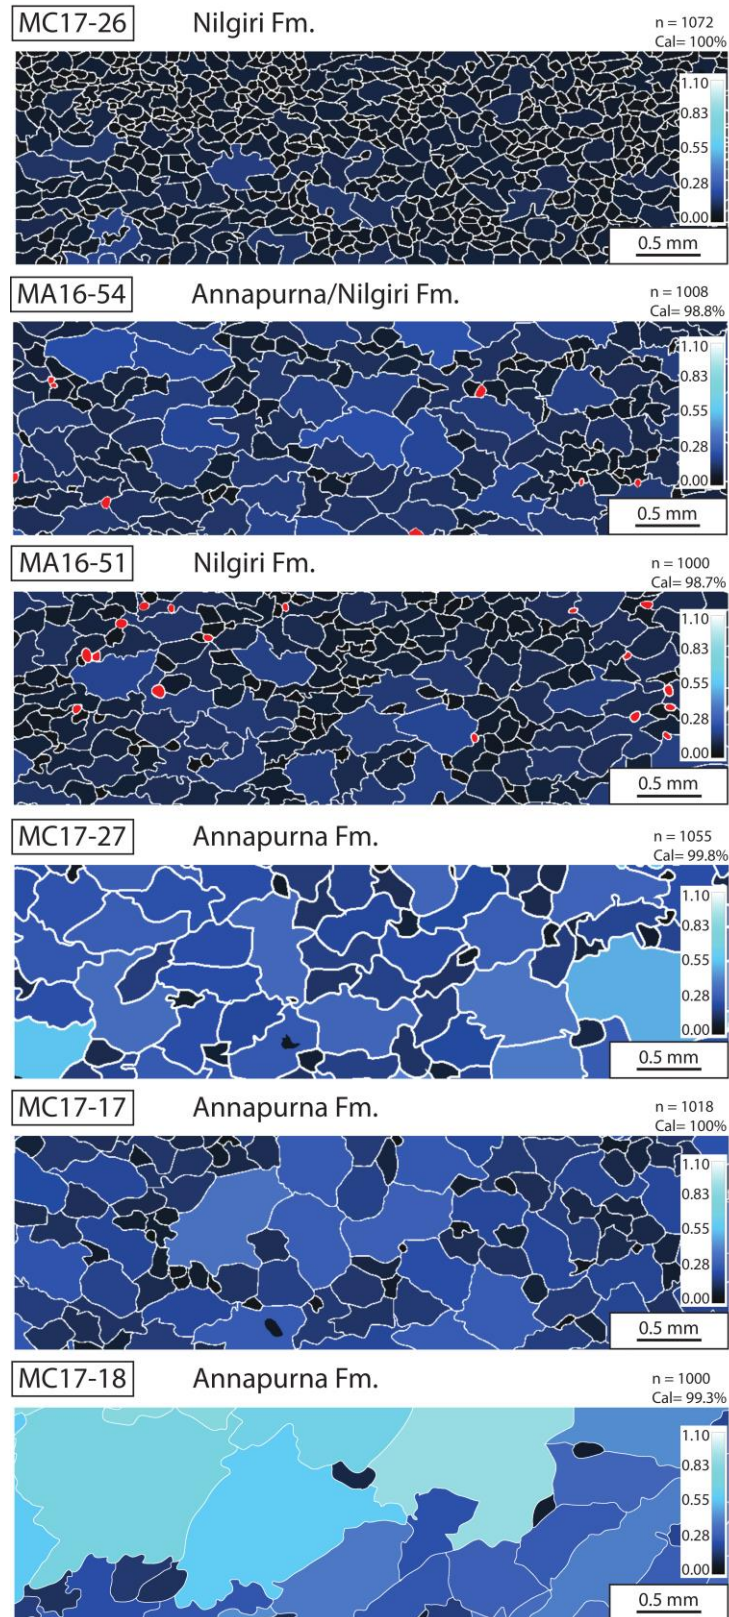 MC17-26 Nilgiri Fm. n = 1072
Cal= 100%
1.10
0.83
0.55
0.28
0.00
0.5 mm
MA16-54 Annapurna/Nilgiri Fm. n = 1008
Cal= 98.8%
1.10
0.83
0.55
0.28
0.00
0.5 mm
MA16-51 Nilgiri Fm. n = 1000
Cal= 98.7%
1.10
0.83
0.55
0.28
0.00
0.5 mm
MC17-27 Annapurna Fm. n = 1055
Cal= 99.8%
1.10
0.83
0.55
0.28
0.00
0.5 mm
MC17-17 Annapurna Fm. n = 1018
Cal= 100%
1.10
0.83
0.55
0.28
0.00
0.5 mm
MC17-18 Annapurna Fm. n = 1000
Cal= 99.3%
1.10
0.83
0.55
0.28
0.00
0.5 mm